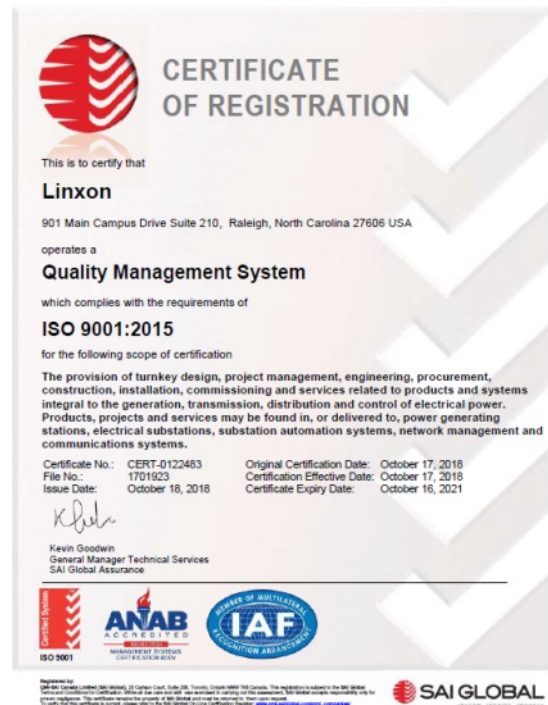 CERTIFICATE
OF REGISTRATION
This is to certify that
Linxon
901 Main Campus Drive Suite 210, Raleigh, North Carolina 27606 USA
operates a
Quality Management System
which complies with the requirements of
ISO 9001:2015
for the following scope of certification
The provision of turnkey design, project management, engineering, procurement,
construction, installation, commissioning and services related to products and systems
integral to the generation, transmission, distribution and control of electrical power.
Products, projects and services may be found in, or delivered to, power generating
stations, electrical substations, substation automation systems, network management and
communications systems.
Certificate No.: CERT-0122483 Original Certification Date: October 17, 2018
File No.: 1701923 Certification Effective Date: October 17, 2018
Issue Date: October 18, 2018 Certificate Expiry Date: October 16, 2021
Kevin Goodwin
General Manager Technical Services
SAI Global Assurance
Certified System
ISO 9001
ANAB
ACCREDITED
MANAGEMENT SYSTEMS
CERTIFICATION BODY
MEMBER OF MULTILATERAL
IAF
RECOGNITION ARRANGEMENT
Registered by:
SAI GLOBAL